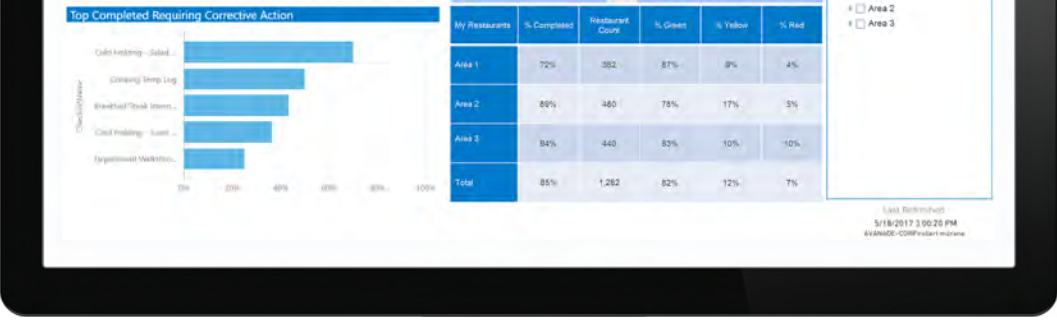 Top Completed Requiring Corrective Action
Cold Holding - Salad ...
Cooking Temp Log
Breakfast Steak Intern...
Cold Holding - 
Department Walkthro...
0% 20% 40% 60% 80% 100%
My Restaurants % Completed Restaurant Count % Green % Yellow % Red
Area 1 72% 362 87% 9% 4%
Area 2 89% 460 78% 17% 5%
Area 3 94% 440 83% 10% 10%
Total 85% 1,262 82% 12% 7%
Area 2
Area 3
Last Refreshed
5/18/2017 3:00:20 PM